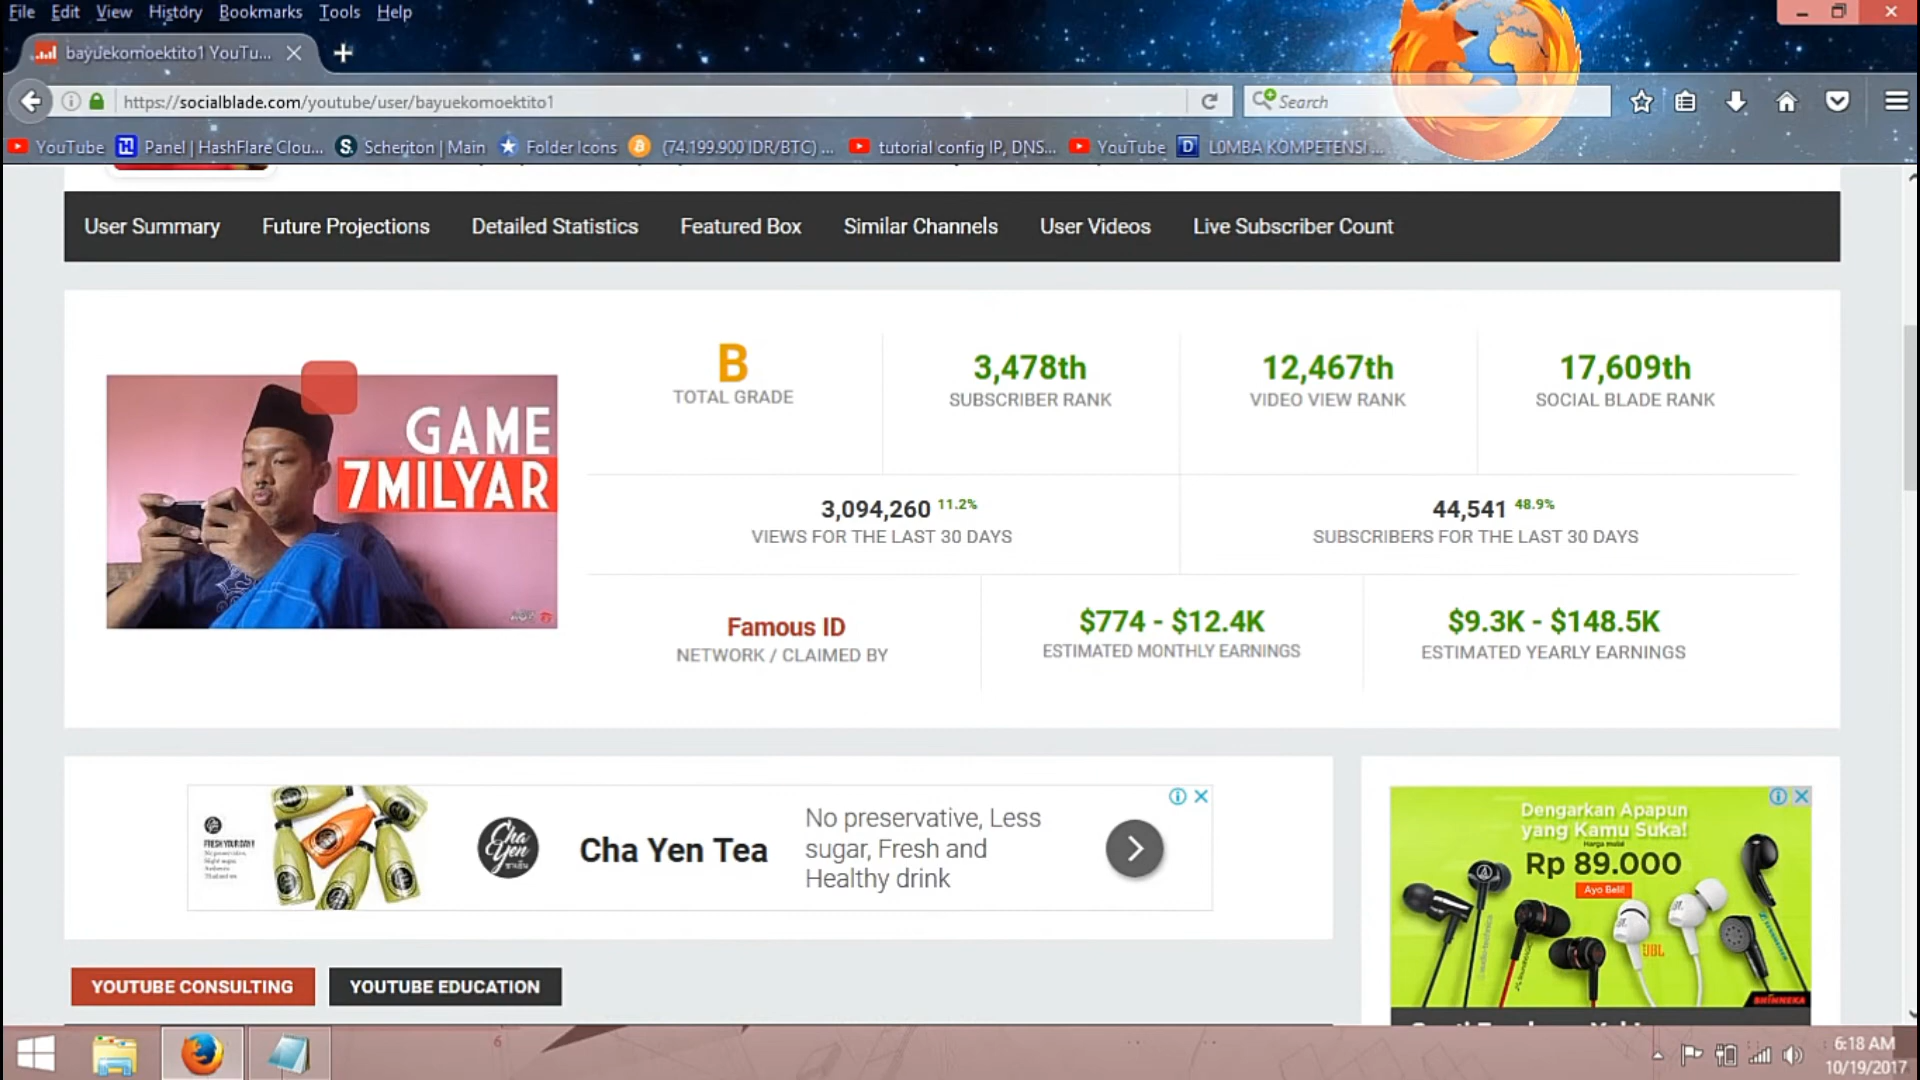 File Edit View History Bookmarks Tools Help
bayuekomoektito1 YouTu...
https://socialblade.com/youtube/user/bayuekomoektito1
Search
YouTube Panel | HashFlare Clou... Scheriton | Main Folder Icons (74.199.900 IDR/BTC) ... tutorial config IP, DNS... YouTube LOMBA KOMPETENSI ...
User Summary Future Projections Detailed Statistics Featured Box Similar Channels User Videos Live Subscriber Count
GAME
7MILYAR
B
TOTAL GRADE
3,478th
SUBSCRIBER RANK
12,467th
VIDEO VIEW RANK
17,609th
SOCIAL BLADE RANK
3,094,260 11.2%
VIEWS FOR THE LAST 30 DAYS
44,541 48.9%
SUBSCRIBERS FOR THE LAST 30 DAYS
Famous ID
NETWORK / CLAIMED BY
$774 - $12.4K
ESTIMATED MONTHLY EARNINGS
$9.3K - $148.5K
ESTIMATED YEARLY EARNINGS
Cha Yen
Cha Yen Tea
No preservative, Less
sugar, Fresh and
Healthy drink
Dengarkan Apapun
yang Kamu Suka!
Harga mulai
Rp 89.000
Ayo Beli!
JBL
SHINNEKA
YOUTUBE CONSULTING YOUTUBE EDUCATION
6:18 AM
10/19/2017